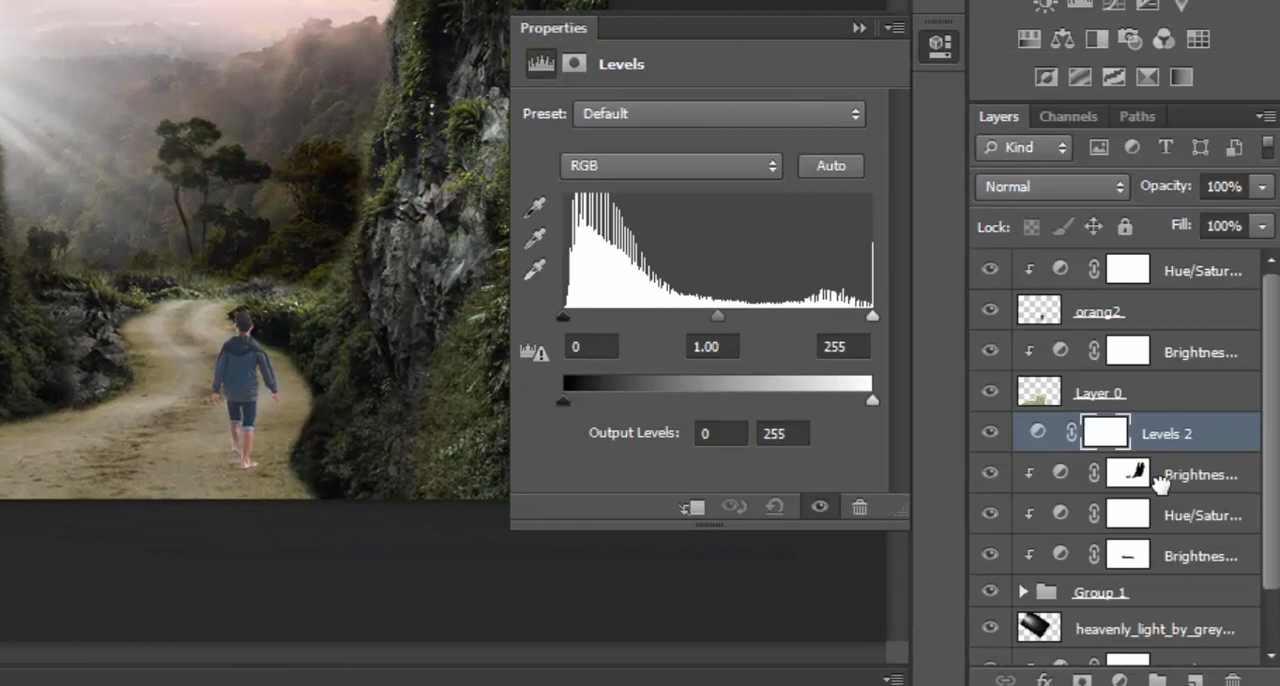 Properties
Levels
Preset: Default
RGB
Auto
0 1.00 255
Output Levels: 0 255
Layers Channels Paths
Kind
Normal Opacity: 100%
Lock: Fill: 100%
Hue/Satur...
orang2
Brightnes...
Layer 0
Levels 2
Brightnes...
Hue/Satur...
Brightnes...
Group 1
heavenly_light_by_grey...
fx